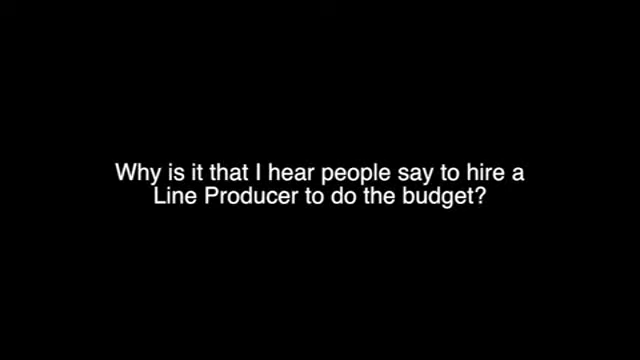 Why is it that I hear people say to hire a
Line Producer to do the budget?